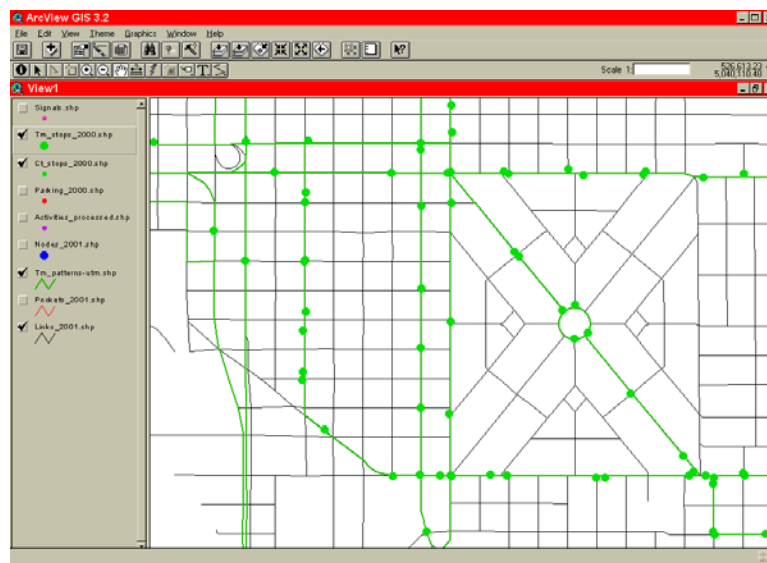 ArcView GIS 3.2
File Edit View Theme Graphics Window Help
Scale 1:
526,613.23
5,040,110.48
View1
Signals.shp
Tm_stops_2000.shp
Ct_stops_2000.shp
Parking_2000.shp
Activities_processed.shp
Nodes_2001.shp
Tm_patterns-utm.shp
Pockets_2001.shp
Links_2001.shp